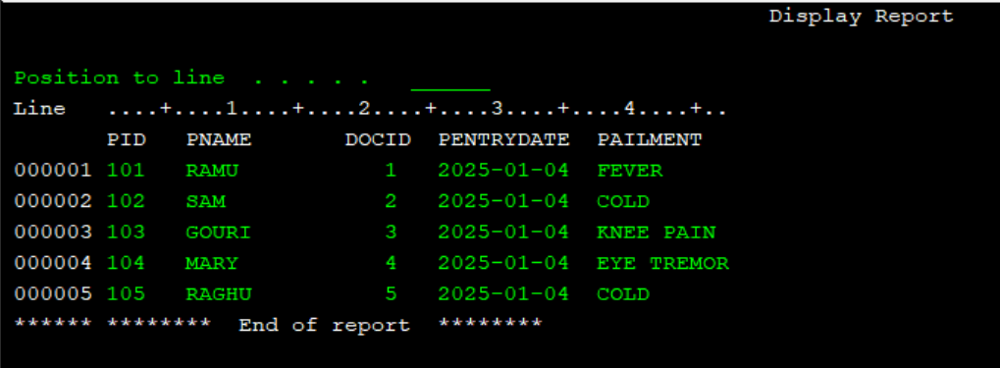 Display Report
Position to line . . . . .
Line ....+....1....+....2....+....3....+....4....+..
PID PNAME DOCID PENTRYDATE PAILMENT
000001 101 RAMU 1 2025-01-04 FEVER
000002 102 SAM 2 2025-01-04 COLD
000003 103 GOURI 3 2025-01-04 KNEE PAIN
000004 104 MARY 4 2025-01-04 EYE TREMOR
000005 105 RAGHU 5 2025-01-04 COLD
****** ******** End of report ********